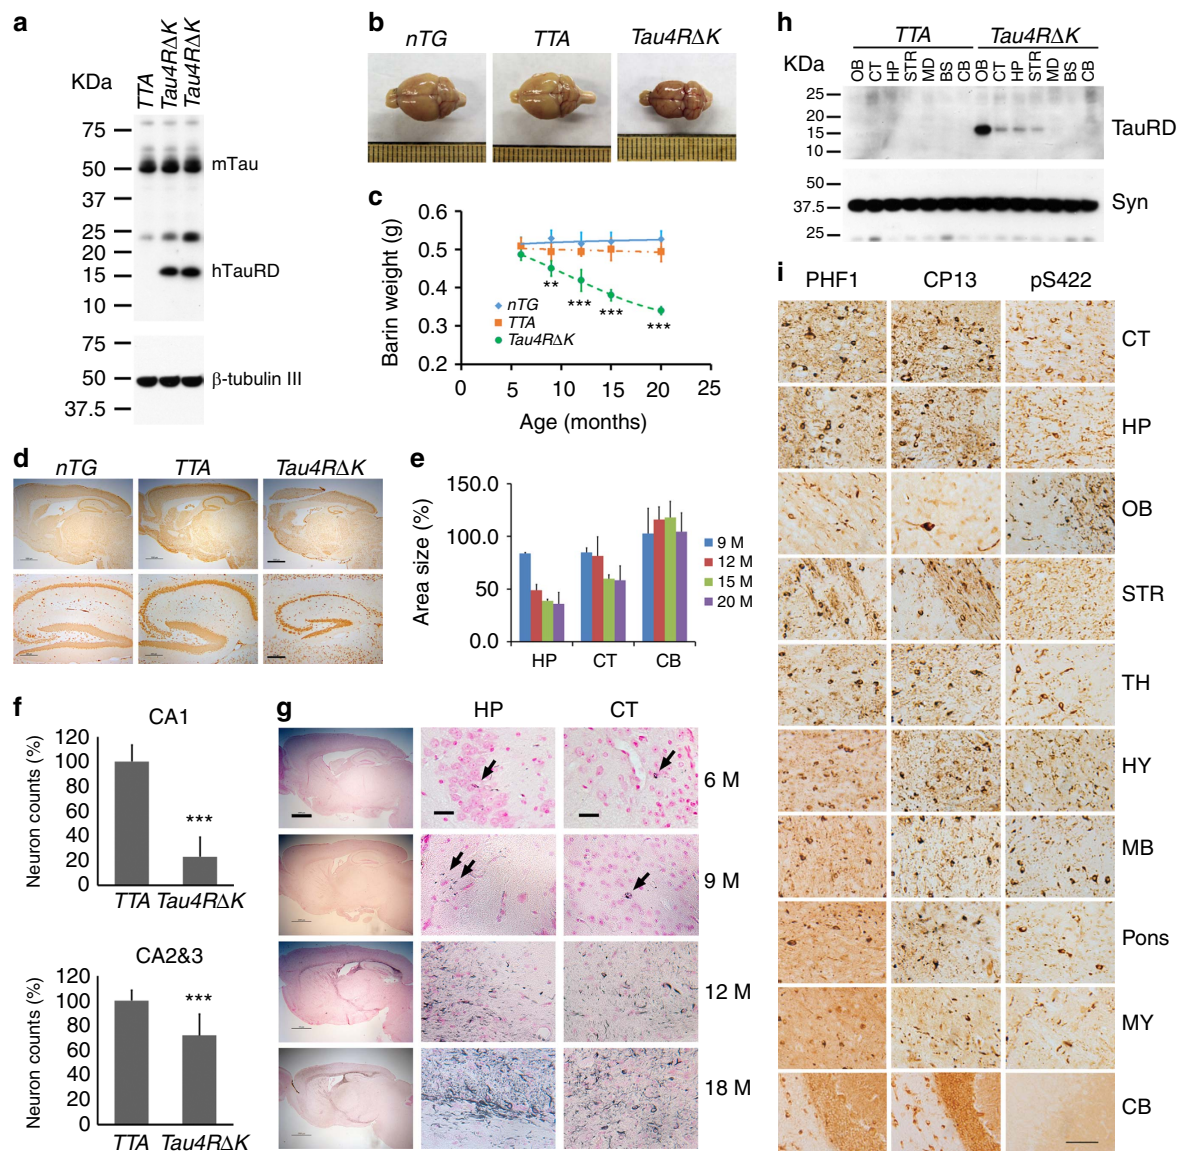 a
KDa
TTA
Tau4RΔK
Tau4RΔK
75
50
37
25
20
15
10
mTau
hTauRD
75
50
37.5
β-tubulin III
b
nTG
TTA
Tau4RΔK
c
Barin weight (g)
0.6
0.5
0.4
0.3
0.2
**
***
***
***
nTG
TTA
Tau4RΔK
0 5 10 15 20 25
Age (months)
d
nTG
TTA
Tau4RΔK
e
Area size (%)
150.0
100.0
50
0.0
HP CT CB
9 M
12 M
15 M
20 M
f
CA1
Neuron counts (%)
120
100
80
60
40
20
0
***
TTA Tau4RΔK
CA2&3
Neuron counts (%)
120
100
80
60
40
20
0
***
TTA Tau4RΔK
g
HP
CT
6 M
9 M
12 M
18 M
h
TTA
Tau4RΔK
KDa
OB CT HP STR MD BS CB OB CT HP STR MD BS CB
25
20
15
10
TauRD
50
37.5
25
Syn
i
PHF1
CP13
pS422
CT
HP
OB
STR
TH
HY
MB
Pons
MY
CB